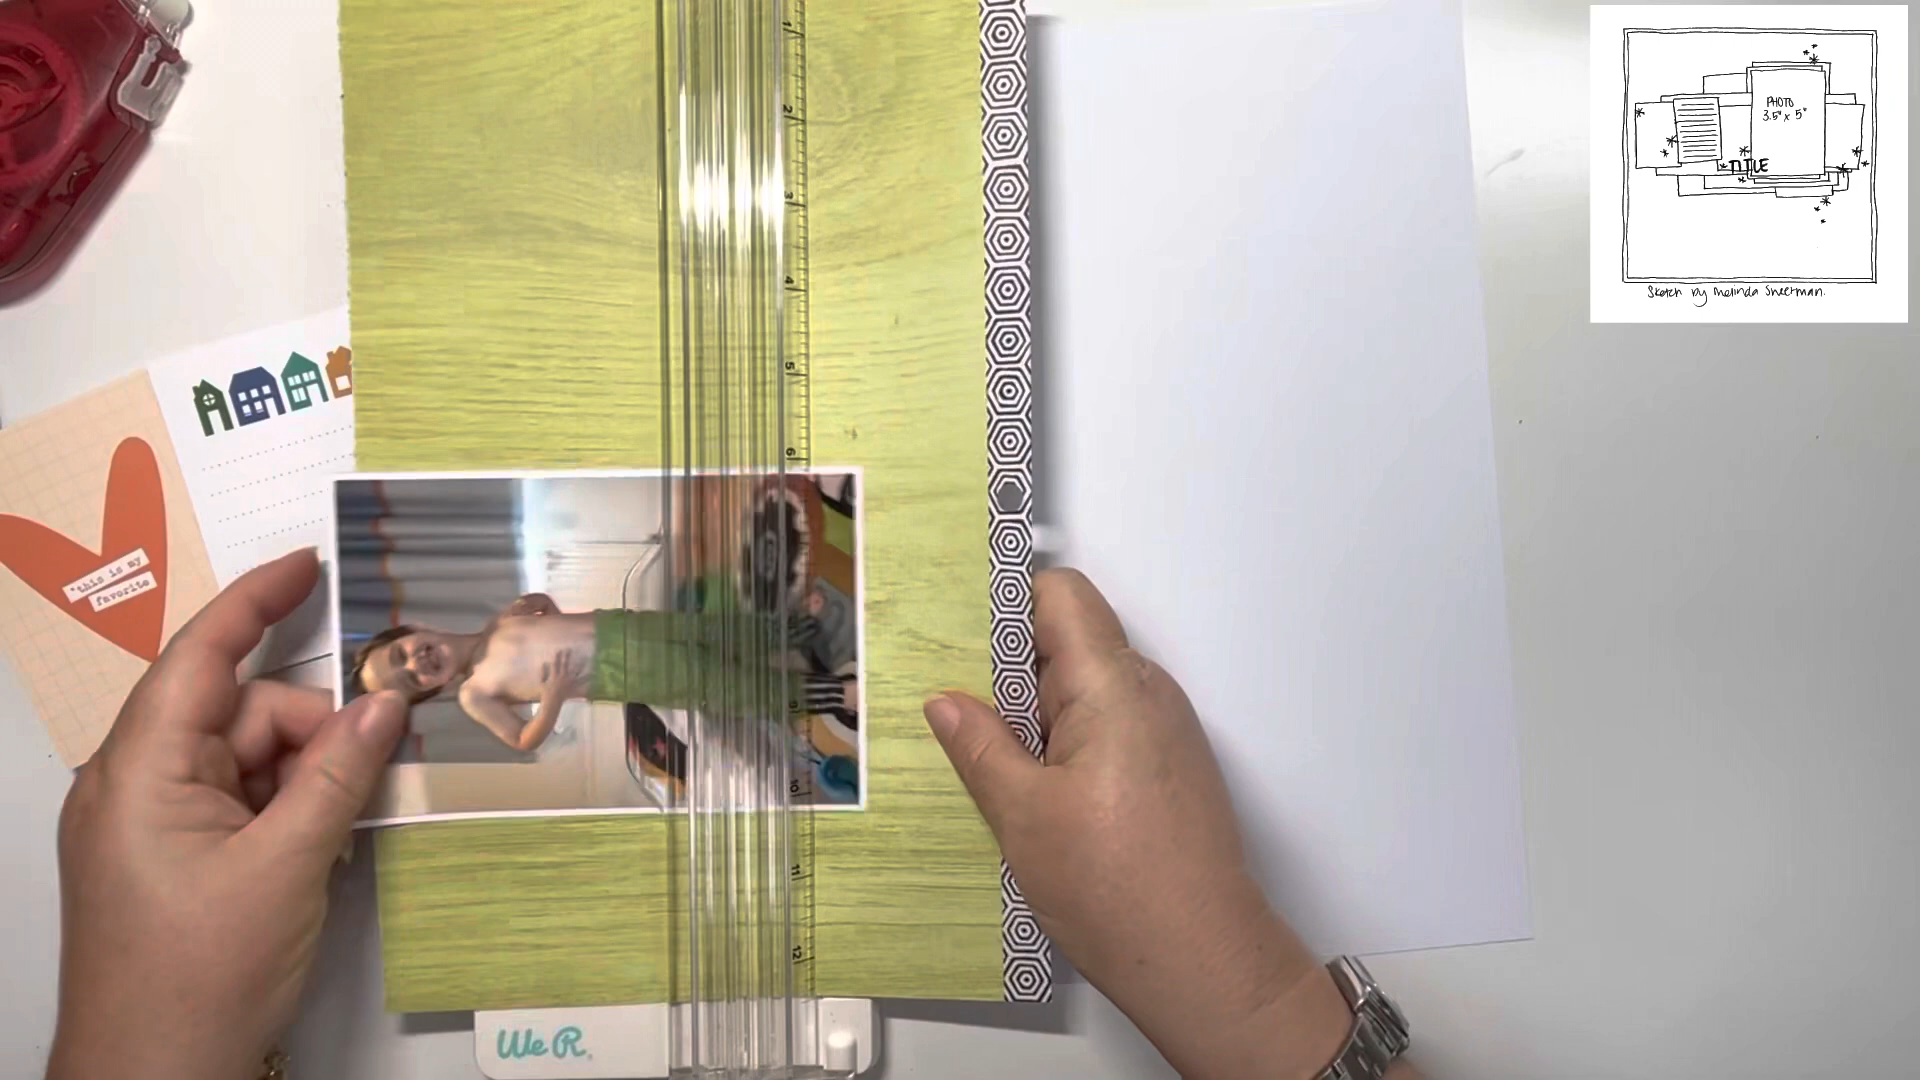 PHOTO
3.5" x 5"
TITLE
Sketch by Melinda Sneerman.
1
2
3
4
5
6
9
10
11
12
"this is my
favorite
We R.